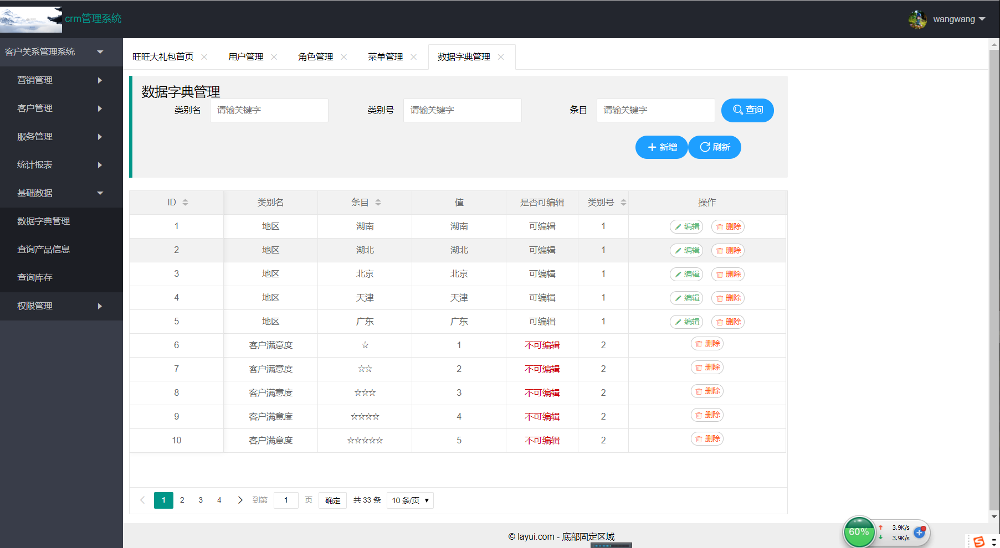 crm管理系统
wangwang
客户关系管理系统
营销管理
客户管理
服务管理
统计报表
基础数据
数据字典管理
查询产品信息
查询库存
权限管理
旺旺大礼包首页 用户管理 角色管理 菜单管理 数据字典管理
数据字典管理
类别名 请输关键字 类别号 请输关键字 条目 请输关键字 查询
新增 刷新
ID 类别名 条目 值 是否可编辑 类别号 操作
1 地区 湖南 湖南 可编辑 1 编辑 删除
2 地区 湖北 湖北 可编辑 1 编辑 删除
3 地区 北京 北京 可编辑 1 编辑 删除
4 地区 天津 天津 可编辑 1 编辑 删除
5 地区 广东 广东 可编辑 1 编辑 删除
6 客户满意度 ☆ 1 不可编辑 2 删除
7 客户满意度 ☆☆ 2 不可编辑 2 删除
8 客户满意度 ☆☆☆ 3 不可编辑 2 删除
9 客户满意度 ☆☆☆☆ 4 不可编辑 2 删除
10 客户满意度 ☆☆☆☆☆ 5 不可编辑 2 删除
1 2 3 4 到第 1 页 确定 共 33 条 10 条/页
© layui.com - 底部固定区域
60% 3.9K/s
3.9K/s